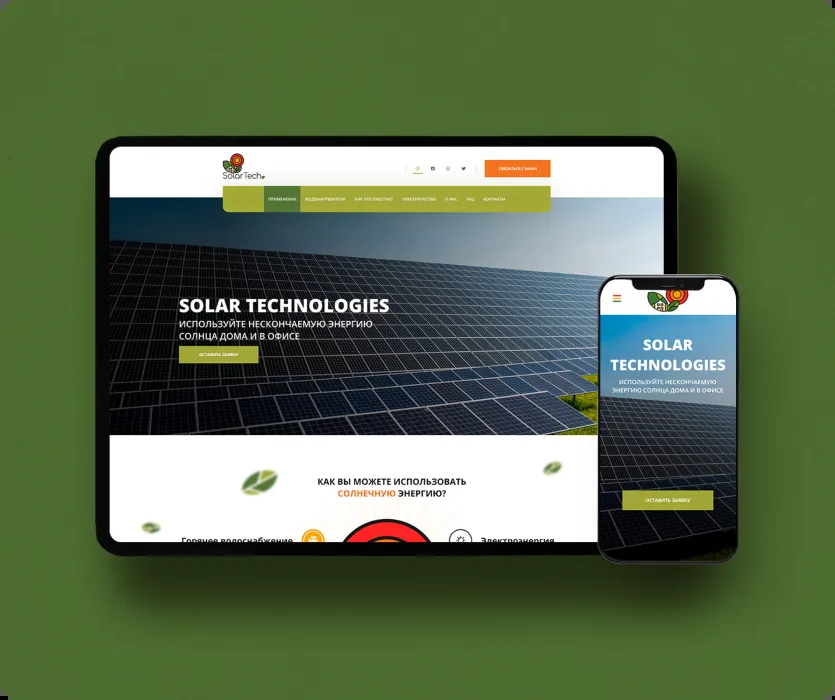 SolarTech
СВЯЗАТЬСЯ С НАМИ
ПРИМЕНЕНИЕ ВОДОНАГРЕВАТЕЛИ КАК ЭТО РАБОТАЕТ ЭЛЕКТРИЧЕСТВО О НАС FAQ КОНТАКТЫ
SOLAR TECHNOLOGIES
ИСПОЛЬЗУЙТЕ НЕСКОНЧАЕМУЮ ЭНЕРГИЮ
СОЛНЦА ДОМА И В ОФИСЕ
ОСТАВИТЬ ЗАЯВКУ
КАК ВЫ МОЖЕТЕ ИСПОЛЬЗОВАТЬ
СОЛНЕЧНУЮ ЭНЕРГИЮ?
Горячее водоснабжение
Электроэнергия
SOLAR
TECHNOLOGIES
ИСПОЛЬЗУЙТЕ НЕСКОНЧАЕМУЮ
ЭНЕРГИЮ СОЛНЦА ДОМА И В ОФИСЕ
ОСТАВИТЬ ЗАЯВКУ